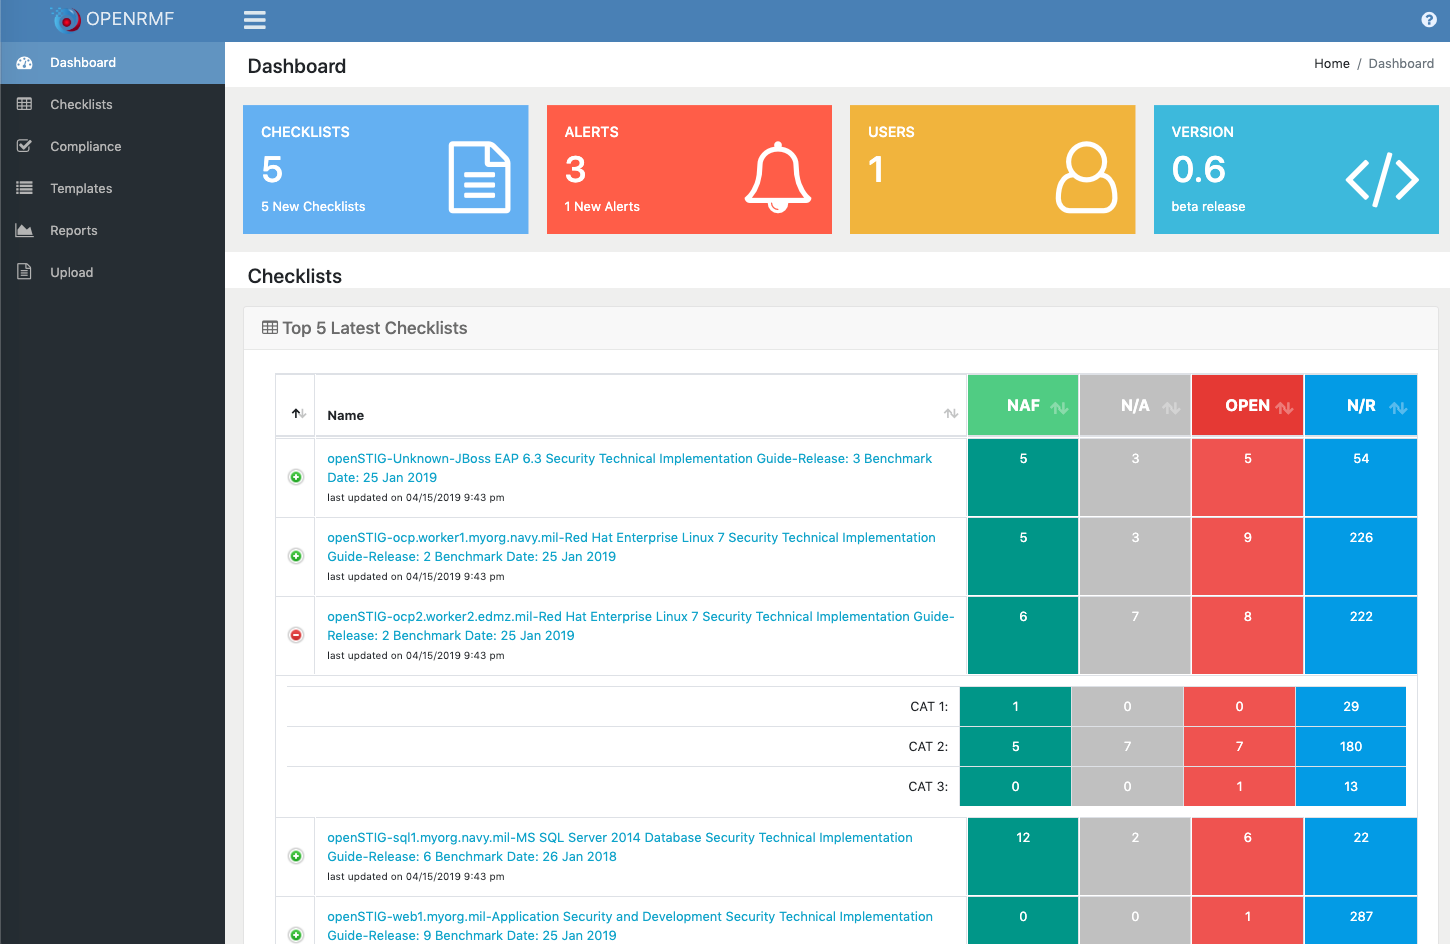 OPENRMF
Dashboard
Checklists
Compliance
Templates
Reports
Upload
Dashboard
Home / Dashboard
CHECKLISTS
5
5 New Checklists
ALERTS
3
1 New Alerts
USERS
1
VERSION
0.6
beta release
Checklists
Top 5 Latest Checklists
Name NAF N/A OPEN N/R
openSTIG-Unknown-JBoss EAP 6.3 Security Technical Implementation Guide-Release: 3 Benchmark 5 3 5 54
Date: 25 Jan 2019
last updated on 04/15/2019 9:43 pm
openSTIG-ocp.worker1.myorg.navy.mil-Red Hat Enterprise Linux 7 Security Technical Implementation 5 3 9 226
Guide-Release: 2 Benchmark Date: 25 Jan 2019
last updated on 04/15/2019 9:43 pm
openSTIG-ocp2.worker2.edmz.mil-Red Hat Enterprise Linux 7 Security Technical Implementation Guide- 6 7 8 222
Release: 2 Benchmark Date: 25 Jan 2019
last updated on 04/15/2019 9:43 pm
CAT 1: 1 0 0 29
CAT 2: 5 7 7 180
CAT 3: 0 0 1 13
openSTIG-sql1.myorg.navy.mil-MS SQL Server 2014 Database Security Technical Implementation 12 2 6 22
Guide-Release: 6 Benchmark Date: 26 Jan 2018
last updated on 04/15/2019 9:43 pm
openSTIG-web1.myorg.mil-Application Security and Development Security Technical Implementation 0 0 1 287
Guide-Release: 9 Benchmark Date: 25 Jan 2019